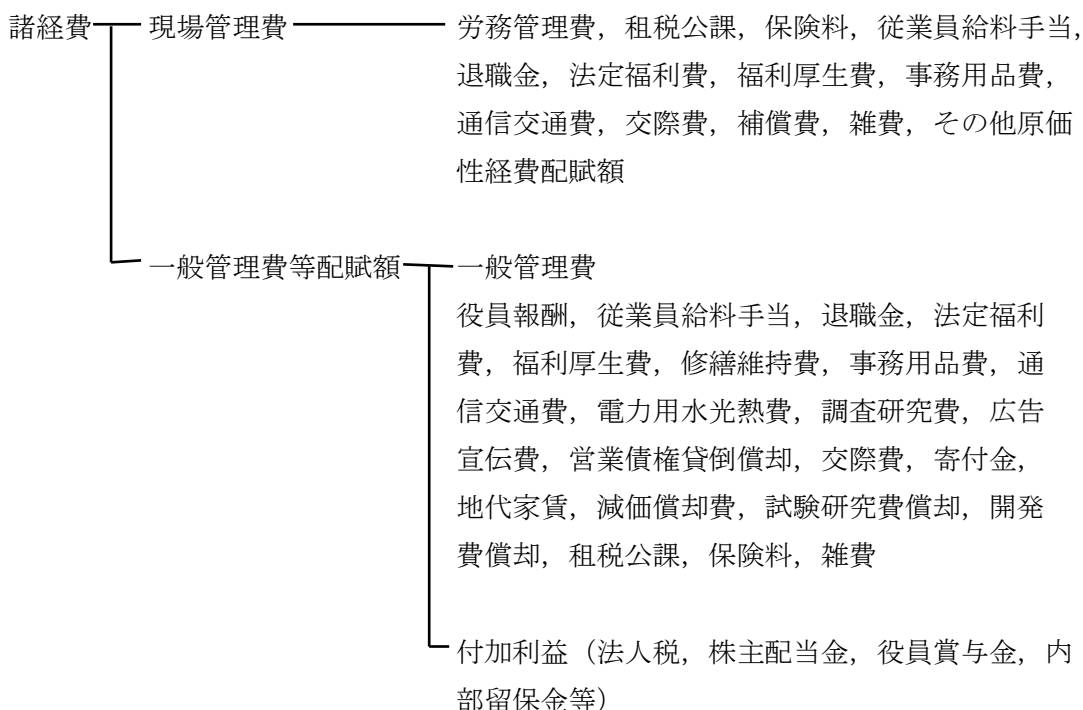 諸経費 現場管理費 労務管理費，租税公課，保険料，従業員給料手当，
退職金，法定福利費，福利厚生費，事務用品費，
通信交通費，交際費，補償費，雑費，その他原価
性経費配賦額
一般管理費等配賦額 一般管理費
役員報酬，従業員給料手当，退職金，法定福利
費，福利厚生費，修繕維持費，事務用品費，通
信交通費，電力用水光熱費，調査研究費，広告
宣伝費，営業債権貸倒償却，交際費，寄付金，
地代家賃，減価償却費，試験研究費償却，開発
費償却，租税公課，保険料，雑費
付加利益（法人税，株主配当金，役員賞与金，内
部留保金等）